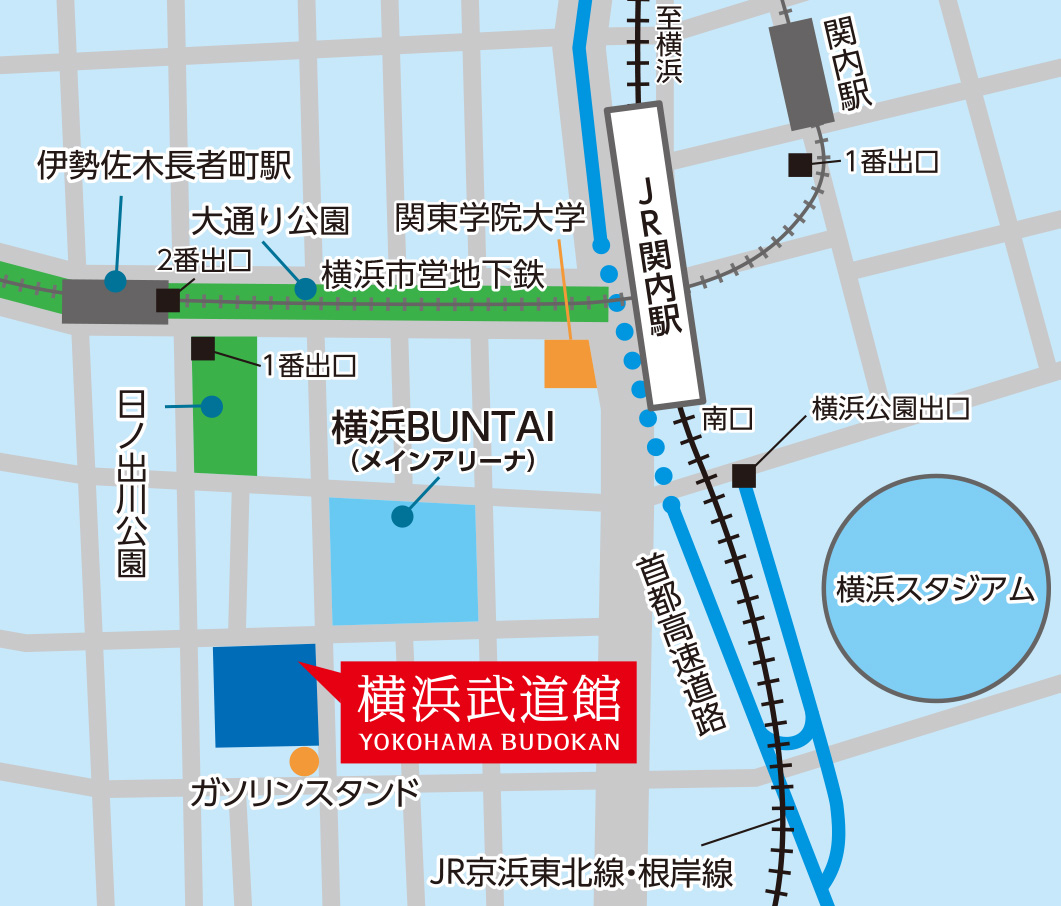 至横浜
関内駅
1番出口
伊勢佐木長者町駅
大通り公園
2番出口
関東学院大学
横浜市営地下鉄
JR関内駅
1番出口
日ノ出川公園
横浜BUNTAI
（メインアリーナ）
南口
横浜公園出口
横浜スタジアム
首都高速道路
横浜武道館
YOKOHAMA BUDOKAN
ガソリンスタンド
JR京浜東北線・根岸線